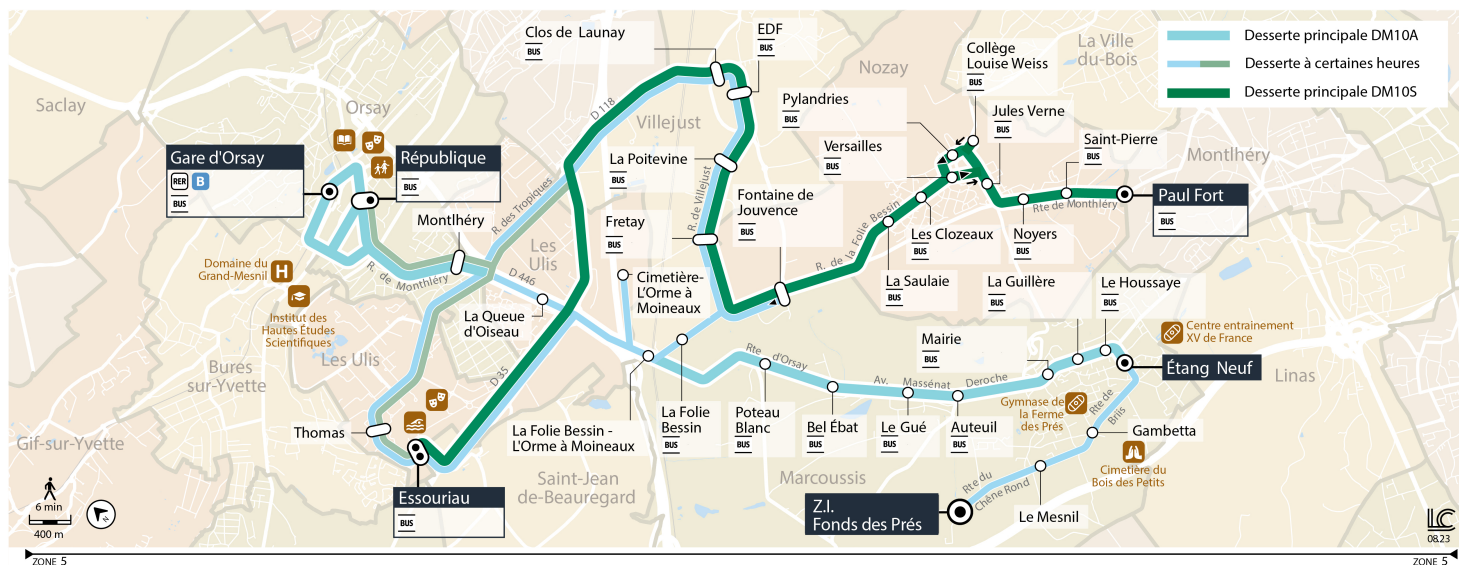 Clos de Launay
BUS
EDF
BUS
Nozay
Collège
Louise Weiss
BUS
La Ville
du-Bois
Desserte principale DM10A
Desserte à certaines heures
Desserte principale DM10S
Saclay
Orsay
D 118
Villejust
Pylandries
BUS
Jules Verne
BUS
Versailles
BUS
Saint-Pierre
BUS
Montlhéry
Gare d'Orsay
RER B
BUS
République
BUS
La Poitevine
BUS
Fontaine de
Jouvence
BUS
R. de Villejust
Paul Fort
BUS
Rte de Montlhéry
Montlhéry
R. des Tropiques
Fretay
BUS
R. de la Folie Bessin
Les Clozeaux
BUS
Noyers
BUS
Domaine du
Grand-Mesnil
H
R. de Montlhéry
Les
Ulis
D 446
Cimetière-
L'Orme à
Moineaux
La Saulaie
BUS
La Guillère
BUS
Le Houssaye
BUS
Institut des
Hautes Études
Scientifiques
La Queue
d'Oiseau
Les Ulis
Bures
sur-Yvette
D 35
Rte d'Orsay
Mairie
BUS
Centre entrainement
XV de France
Étang Neuf
Linas
Av. Massénat Deroche
Gymnase de
la Ferme
des Prés
Rte de
Briis
Gif-sur-Yvette
Thomas
La Folie Bessin -
L'Orme à Moineaux
La Folie
Bessin
BUS
Poteau
Blanc
BUS
Bel Ébat
BUS
Le Gué
BUS
Auteuil
BUS
Gambetta
Cimetière du
Bois des Petits
Saint-Jean
de-Beauregard
Marcoussis
Rte du
Chêne Rond
Essouriau
BUS
Z.I.
Fonds des Prés
Le Mesnil
6 min
400 m
N
LC
08.23
ZONE 5
ZONE 5